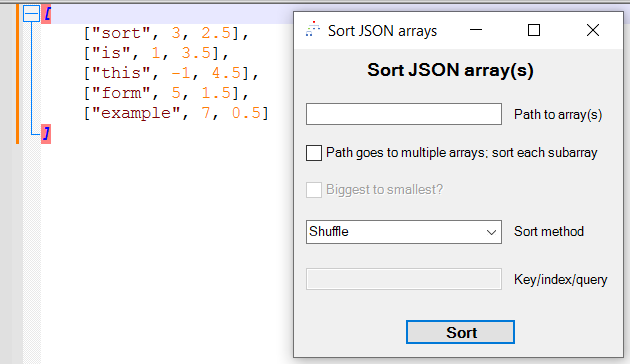 [
["sort", 3, 2.5],
["is", 1, 3.5],
["this", -1, 4.5],
["form", 5, 1.5],
["example", 7, 0.5]
]
Sort JSON arrays
Sort JSON array(s)
Path to array(s)
Path goes to multiple arrays; sort each subarray
Biggest to smallest?
Shuffle
Sort method
Key/index/query
Sort